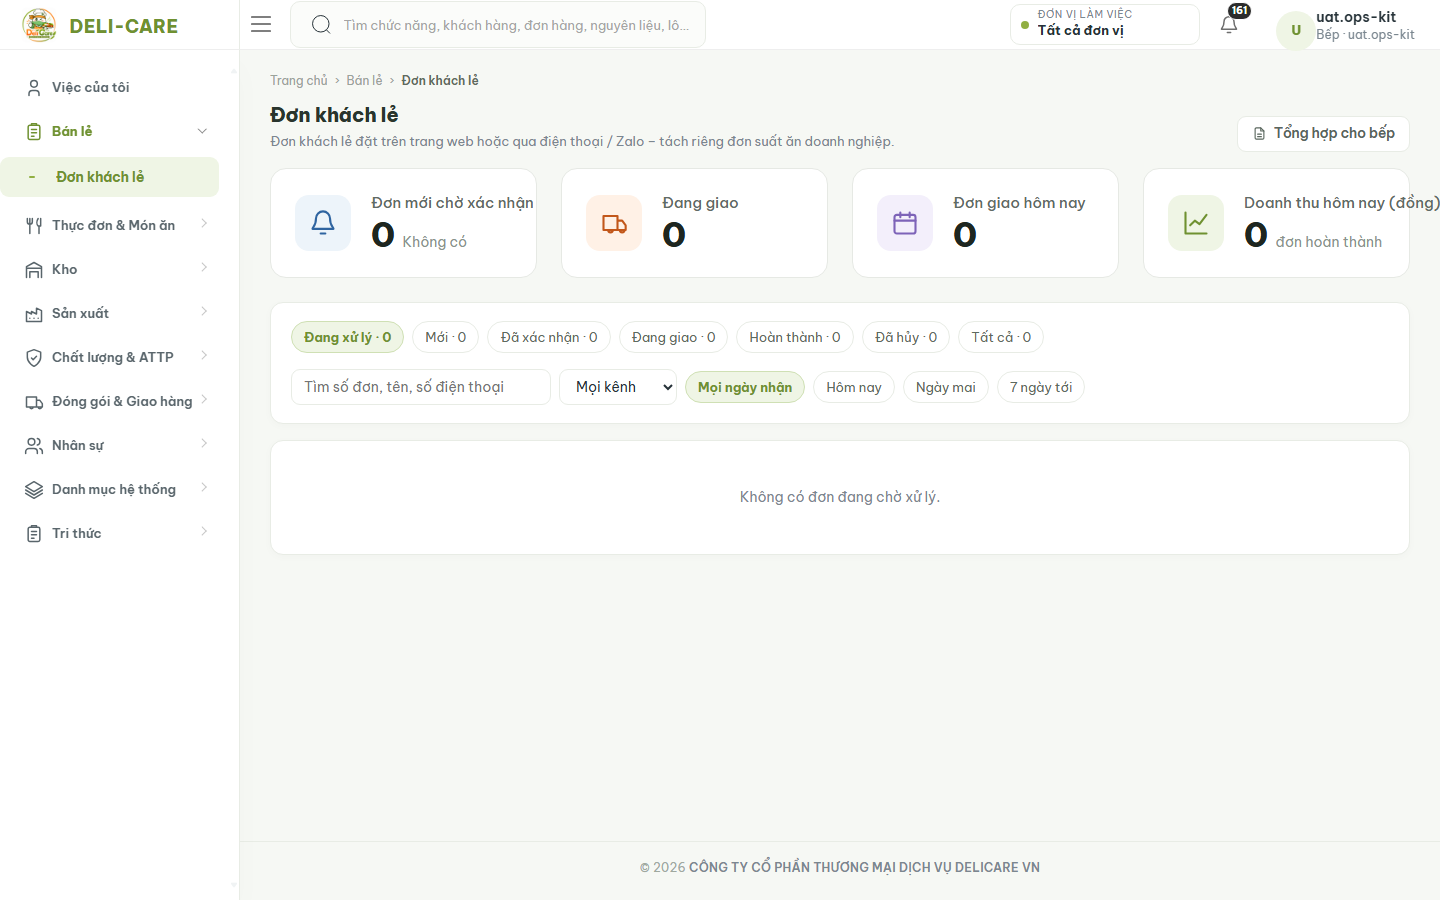 DELI-CARE
Tìm chức năng, khách hàng, đơn hàng, nguyên liệu, lô...
ĐƠN VỊ LÀM VIỆC
Tất cả đơn vị
161
U
uat.ops-kit
Bếp · uat.ops-kit
Việc của tôi
Bán lẻ
Đơn khách lẻ
Thực đơn & Món ăn
Kho
Sản xuất
Chất lượng & ATTP
Đóng gói & Giao hàng
Nhân sự
Danh mục hệ thống
Tri thức
Trang chủ › Bán lẻ › Đơn khách lẻ
Đơn khách lẻ
Đơn khách lẻ đặt trên trang web hoặc qua điện thoại / Zalo – tách riêng đơn suất ăn doanh nghiệp.
Tổng hợp cho bếp
Đơn mới chờ xác nhận
0 Không có
Đang giao
0
Đơn giao hôm nay
0
Doanh thu hôm nay (đồng)
0 đơn hoàn thành
Đang xử lý · 0
Mới · 0
Đã xác nhận · 0
Đang giao · 0
Hoàn thành · 0
Đã hủy · 0
Tất cả · 0
Tìm số đơn, tên, số điện thoại
Mọi kênh
Mọi ngày nhận
Hôm nay
Ngày mai
7 ngày tới
Không có đơn đang chờ xử lý.
© 2026 CÔNG TY CỔ PHẦN THƯƠNG MẠI DỊCH VỤ DELICARE VN